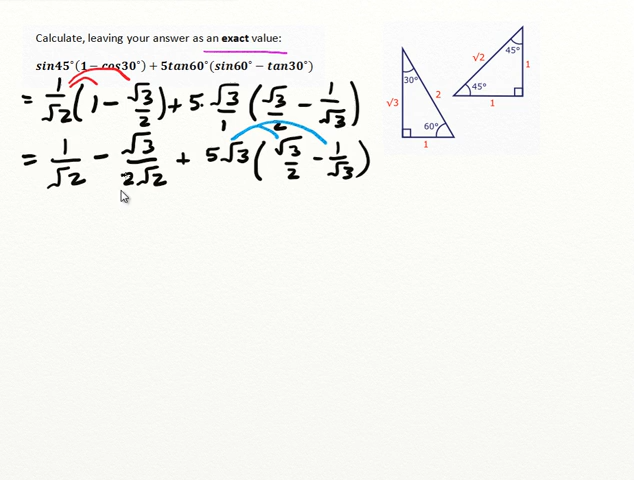 Calculate, leaving your answer as an exact value:
sin45°(1 − cos30°) + 5tan60°(sin60° − tan30°)
= 1/√2 (1 − √3/2) + 5·√3/1 (√3/2 − 1/√3)
= 1/√2 − √3/2√2 + 5√3 (√3/2 − 1/√3)
30°
√3
2
60°
1
√2
45°
1
45°
1